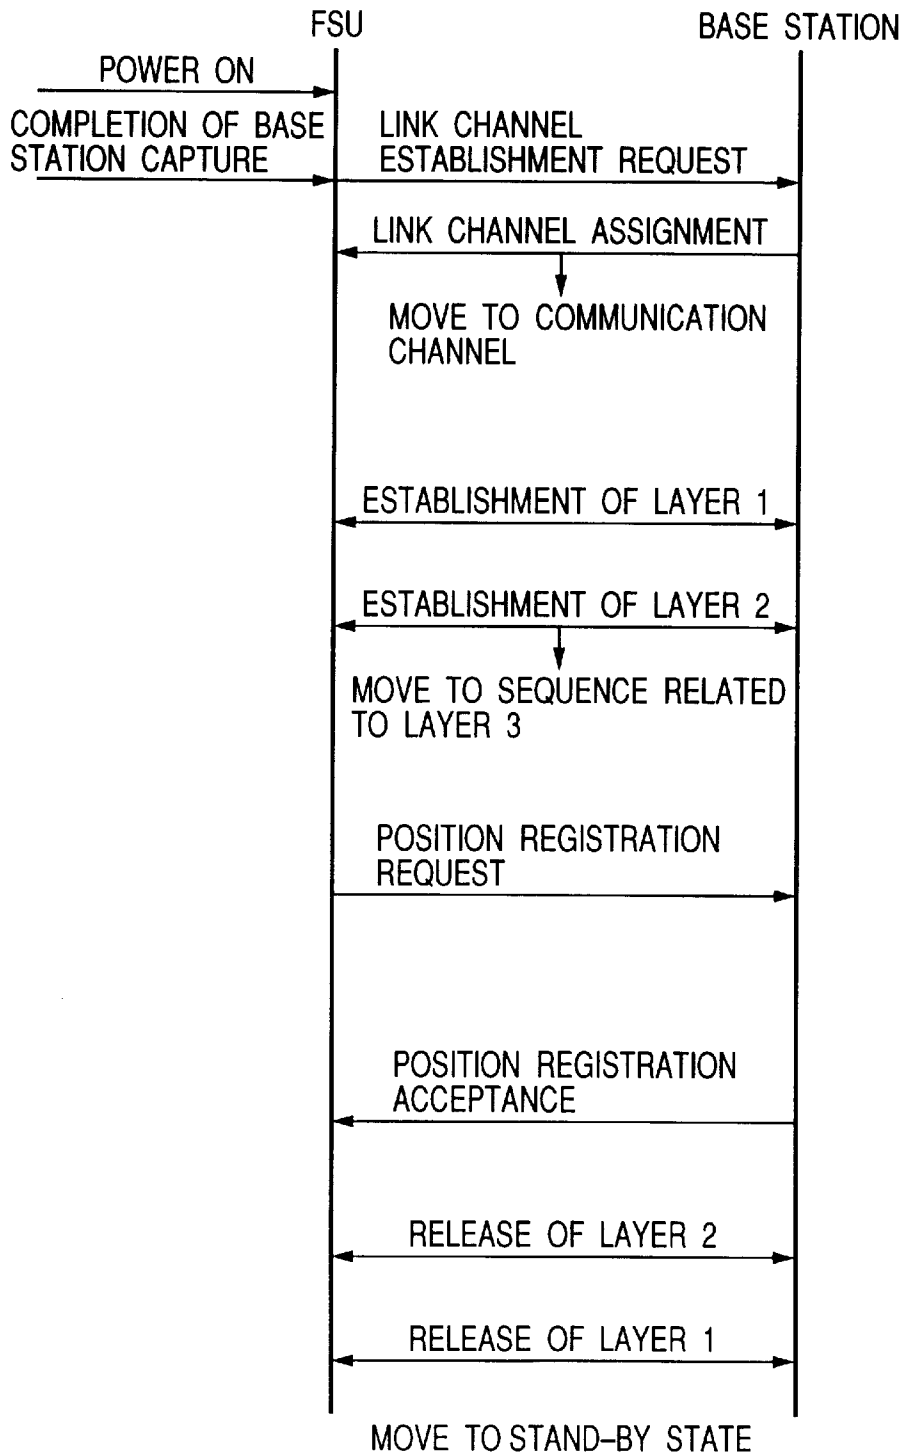 FSU
BASE STATION
POWER ON
COMPLETION OF BASE
STATION CAPTURE
LINK CHANNEL
ESTABLISHMENT REQUEST
LINK CHANNEL ASSIGNMENT
MOVE TO COMMUNICATION
CHANNEL
ESTABLISHMENT OF LAYER 1
ESTABLISHMENT OF LAYER 2
MOVE TO SEQUENCE RELATED
TO LAYER 3
POSITION REGISTRATION
REQUEST
POSITION REGISTRATION
ACCEPTANCE
RELEASE OF LAYER 2
RELEASE OF LAYER 1
MOVE TO STAND-BY STATE